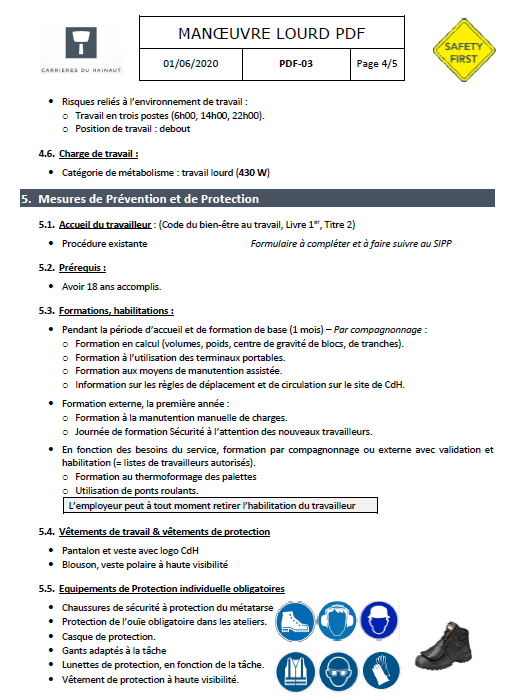 CARRIERES DU HAINAUT
MANŒUVRE LOURD PDF
01/06/2020
PDF-03
Page 4/5
SAFETY
FIRST
• Risques reliés à l'environnement de travail :
o Travail en trois postes (6h00, 14h00, 22h00).
o Position de travail : debout
4.6. Charge de travail :
• Catégorie de métabolisme : travail lourd (430 W)
5. Mesures de Prévention et de Protection
5.1. Accueil du travailleur : (Code du bien-être au travail, Livre 1er, Titre 2)
• Procédure existante Formulaire à compléter et à faire suivre au SIPP
5.2. Prérequis :
• Avoir 18 ans accomplis.
5.3. Formations, habilitations :
• Pendant la période d'accueil et de formation de base (1 mois) – Par compagnonnage :
o Formation en calcul (volumes, poids, centre de gravité de blocs, de tranches).
o Formation à l'utilisation des terminaux portables.
o Formation aux moyens de manutention assistée.
o Information sur les règles de déplacement et de circulation sur le site de CdH.
• Formation externe, la première année :
o Formation à la manutention manuelle de charges.
o Journée de formation Sécurité à l'attention des nouveaux travailleurs.
• En fonction des besoins du service, formation par compagnonnage ou externe avec validation et
habilitation (= listes de travailleurs autorisés).
o Formation au thermoformage des palettes
o Utilisation de ponts roulants.
L'employeur peut à tout moment retirer l'habilitation du travailleur
5.4. Vêtements de travail & vêtements de protection
• Pantalon et veste avec logo CdH
• Blouson, veste polaire à haute visibilité
5.5. Equipements de Protection individuelle obligatoires
• Chaussures de sécurité à protection du métatarse
• Protection de l'ouïe obligatoire dans les ateliers.
• Casque de protection.
• Gants adaptés à la tâche
• Lunettes de protection, en fonction de la tâche.
• Vêtement de protection à haute visibilité.